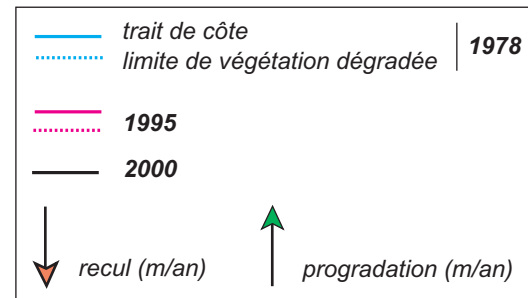 trait de côte
limite de végétation dégradée
1978
1995
2000
recul (m/an)
progradation (m/an)